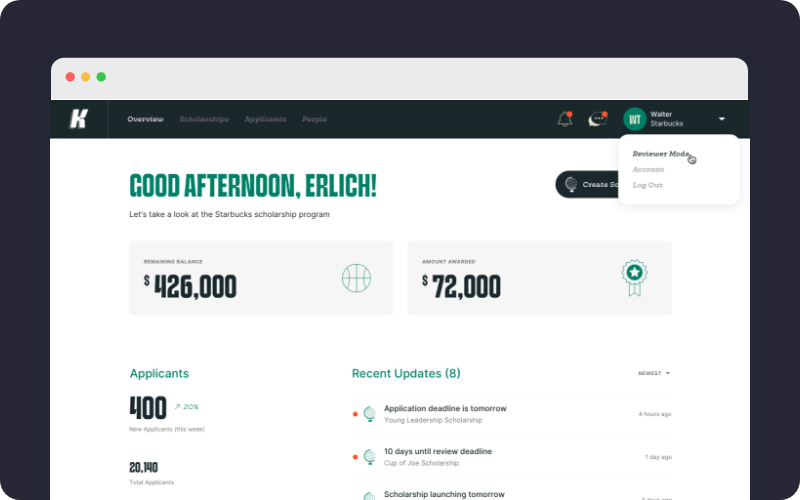 K
Overview Scholarships Applicants People
WT
Walter
Starbucks
Reviewer Mode
Account
Log Out
GOOD AFTERNOON, ERLICH!
Let's take a look at the Starbucks scholarship program
Create Sc
REMAINING BALANCE
$ 426,000
AMOUNT AWARDED
$ 72,000
Applicants
400 ↗ 20%
New Applicants (this week)
20,140
Total Applicants
Recent Updates (8)
NEWEST
Application deadline is tomorrow
Young Leadership Scholarship
4 hours ago
10 days until review deadline
Cup of Joe Scholarship
1 day ago
Scholarship launching tomorrow